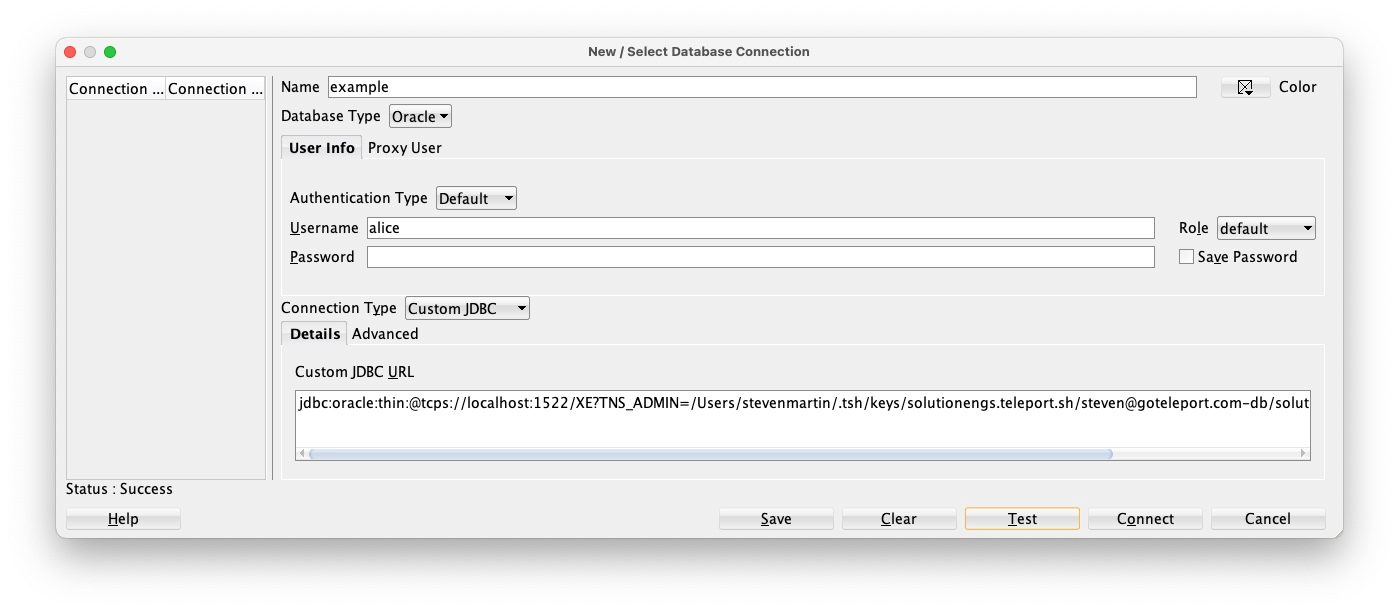 New / Select Database Connection
Connection ... Connection ...
Name example Color
Database Type Oracle
User Info Proxy User
Authentication Type Default
Username alice Role default
Password Save Password
Connection Type Custom JDBC
Details Advanced
Custom JDBC URL
jdbc:oracle:thin:@tcps://localhost:1522/XE?TNS_ADMIN=/Users/stevenmartin/.tsh/keys/solutionengs.teleport.sh/steven@goteleport.com-db/solut
Status : Success
Help Save Clear Test Connect Cancel